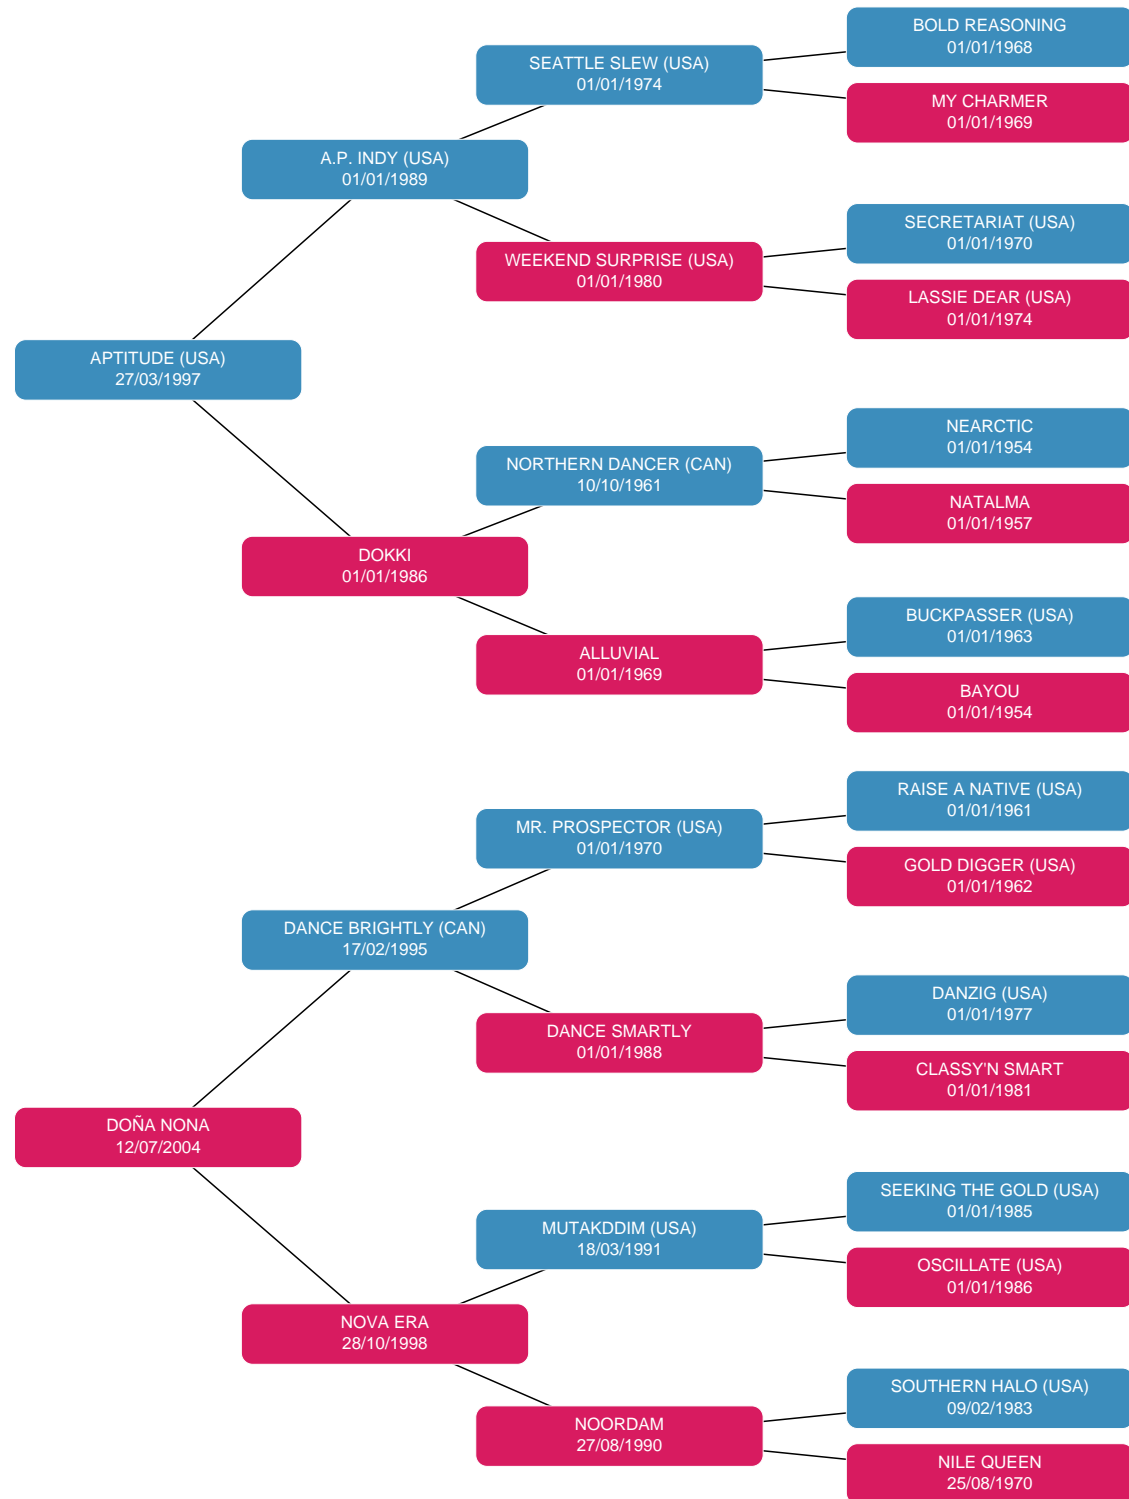 BOLD REASONING
01/01/1968
SEATTLE SLEW (USA)
01/01/1974
MY CHARMER
01/01/1969
A.P. INDY (USA)
01/01/1989
SECRETARIAT (USA)
01/01/1970
WEEKEND SURPRISE (USA)
01/01/1980
LASSIE DEAR (USA)
01/01/1974
APTITUDE (USA)
27/03/1997
NEARCTIC
01/01/1954
NORTHERN DANCER (CAN)
10/10/1961
NATALMA
01/01/1957
DOKKI
01/01/1986
BUCKPASSER (USA)
01/01/1963
ALLUVIAL
01/01/1969
BAYOU
01/01/1954
RAISE A NATIVE (USA)
01/01/1961
MR. PROSPECTOR (USA)
01/01/1970
GOLD DIGGER (USA)
01/01/1962
DANCE BRIGHTLY (CAN)
17/02/1995
DANZIG (USA)
01/01/1977
DANCE SMARTLY
01/01/1988
CLASSY'N SMART
01/01/1981
DOÑA NONA
12/07/2004
SEEKING THE GOLD (USA)
01/01/1985
MUTAKDDIM (USA)
18/03/1991
OSCILLATE (USA)
01/01/1986
NOVA ERA
28/10/1998
SOUTHERN HALO (USA)
09/02/1983
NOORDAM
27/08/1990
NILE QUEEN
25/08/1970